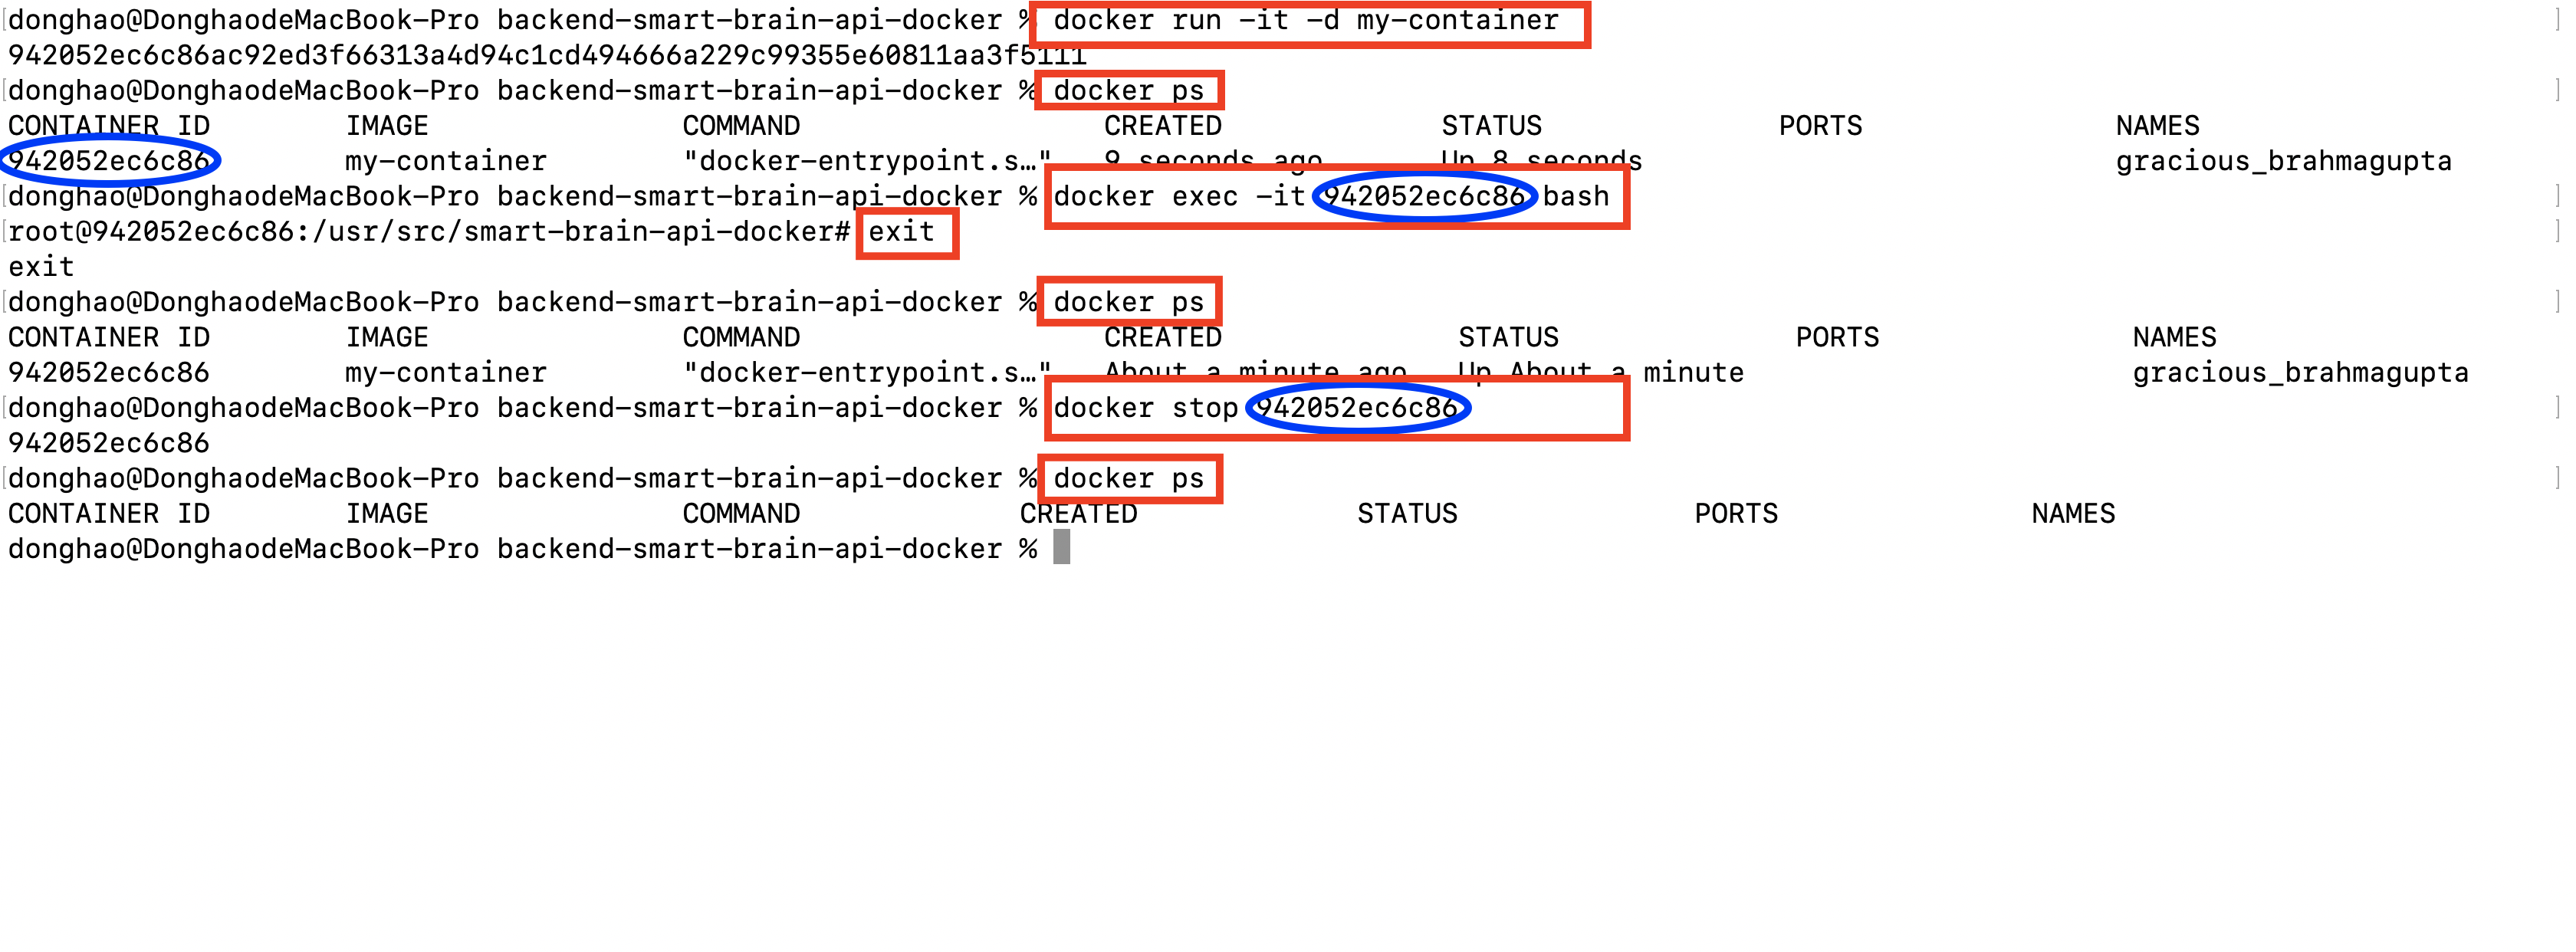 donghao@DonghaodeMacBook-Pro backend-smart-brain-api-docker % docker run -it -d my-container
942052ec6c86ac92ed3f66313a4d94c1cd494666a229c99355e60811aa3f5111
donghao@DonghaodeMacBook-Pro backend-smart-brain-api-docker % docker ps
CONTAINER ID IMAGE COMMAND CREATED STATUS PORTS NAMES
942052ec6c86 my-container "docker-entrypoint.s…" 9 seconds ago Up 8 seconds gracious_brahmagupta
donghao@DonghaodeMacBook-Pro backend-smart-brain-api-docker % docker exec -it 942052ec6c86 bash
root@942052ec6c86:/usr/src/smart-brain-api-docker# exit
exit
donghao@DonghaodeMacBook-Pro backend-smart-brain-api-docker % docker ps
CONTAINER ID IMAGE COMMAND CREATED STATUS PORTS NAMES
942052ec6c86 my-container "docker-entrypoint.s…" About a minute ago Up About a minute gracious_brahmagupta
donghao@DonghaodeMacBook-Pro backend-smart-brain-api-docker % docker stop 942052ec6c86
942052ec6c86
donghao@DonghaodeMacBook-Pro backend-smart-brain-api-docker % docker ps
CONTAINER ID IMAGE COMMAND CREATED STATUS PORTS NAMES
donghao@DonghaodeMacBook-Pro backend-smart-brain-api-docker %